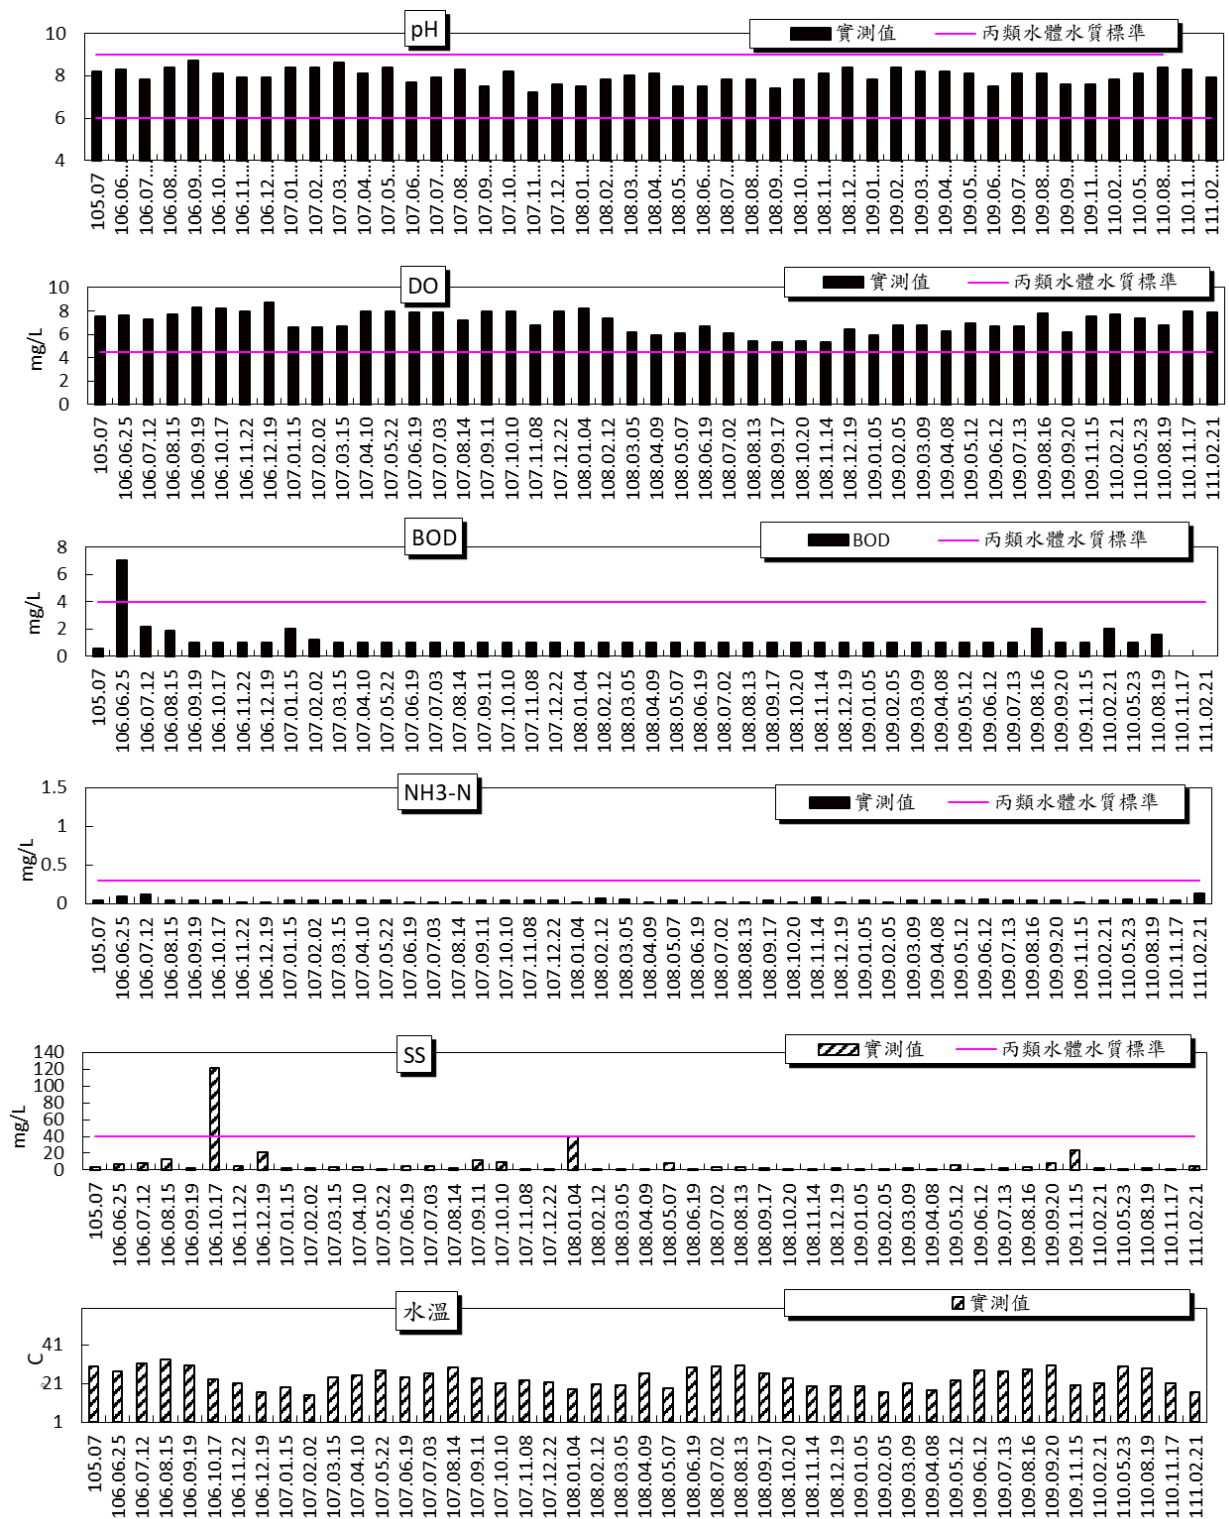 pH
實測值 丙類水體水質標準
10
8
6
4
105.07 106.06… 106.07… 106.08… 106.09… 106.10… 106.11… 106.12… 107.01… 107.02… 107.03… 107.04… 107.05… 107.06… 107.07… 107.08… 107.09… 107.10… 107.11… 107.12… 108.01… 108.02… 108.03… 108.04… 108.05… 108.06… 108.07… 108.08… 108.09… 108.10… 108.11… 108.12… 109.01… 109.02… 109.03… 109.04… 109.05… 109.06… 109.07… 109.08… 109.09… 109.11… 110.02… 110.05… 110.08… 110.11… 111.02…
DO
實測值 丙類水體水質標準
mg/L
10
8
6
4
2
0
105.07 106.06.25 106.07.12 106.08.15 106.09.19 106.10.17 106.11.22 106.12.19 107.01.15 107.02.02 107.03.15 107.04.10 107.05.22 107.06.19 107.07.03 107.08.14 107.09.11 107.10.10 107.11.08 107.12.22 108.01.04 108.02.12 108.03.05 108.04.09 108.05.07 108.06.19 108.07.02 108.08.13 108.09.17 108.10.20 108.11.14 108.12.19 109.01.05 109.02.05 109.03.09 109.04.08 109.05.12 109.06.12 109.07.13 109.08.16 109.09.20 109.11.15 110.02.21 110.05.23 110.08.19 110.11.17 111.02.21
BOD
BOD 丙類水體水質標準
mg/L
8
6
4
2
0
105.07 106.06.25 106.07.12 106.08.15 106.09.19 106.10.17 106.11.22 106.12.19 107.01.15 107.02.02 107.03.15 107.04.10 107.05.22 107.06.19 107.07.03 107.08.14 107.09.11 107.10.10 107.11.08 107.12.22 108.01.04 108.02.12 108.03.05 108.04.09 108.05.07 108.06.19 108.07.02 108.08.13 108.09.17 108.10.20 108.11.14 108.12.19 109.01.05 109.02.05 109.03.09 109.04.08 109.05.12 109.06.12 109.07.13 109.08.16 109.09.20 109.11.15 110.02.21 110.05.23 110.08.19 110.11.17 111.02.21
NH3-N
實測值 丙類水體水質標準
mg/L
1.5
1
0.5
0
105.07 106.06.25 106.07.12 106.08.15 106.09.19 106.10.17 106.11.22 106.12.19 107.01.15 107.02.02 107.03.15 107.04.10 107.05.22 107.06.19 107.07.03 107.08.14 107.09.11 107.10.10 107.11.08 107.12.22 108.01.04 108.02.12 108.03.05 108.04.09 108.05.07 108.06.19 108.07.02 108.08.13 108.09.17 108.10.20 108.11.14 108.12.19 109.01.05 109.02.05 109.03.09 109.04.08 109.05.12 109.06.12 109.07.13 109.08.16 109.09.20 109.11.15 110.02.21 110.05.23 110.08.19 110.11.17 111.02.21
SS
實測值 丙類水體水質標準
mg/L
140
120
100
80
60
40
20
0
105.07 106.06.25 106.07.12 106.08.15 106.09.19 106.10.17 106.11.22 106.12.19 107.01.15 107.02.02 107.03.15 107.04.10 107.05.22 107.06.19 107.07.03 107.08.14 107.09.11 107.10.10 107.11.08 107.12.22 108.01.04 108.02.12 108.03.05 108.04.09 108.05.07 108.06.19 108.07.02 108.08.13 108.09.17 108.10.20 108.11.14 108.12.19 109.01.05 109.02.05 109.03.09 109.04.08 109.05.12 109.06.12 109.07.13 109.08.16 109.09.20 109.11.15 110.02.21 110.05.23 110.08.19 110.11.17 111.02.21
水溫
實測值
°C
41
21
1
105.07 106.06.25 106.07.12 106.08.15 106.09.19 106.10.17 106.11.22 106.12.19 107.01.15 107.02.02 107.03.15 107.04.10 107.05.22 107.06.19 107.07.03 107.08.14 107.09.11 107.10.10 107.11.08 107.12.22 108.01.04 108.02.12 108.03.05 108.04.09 108.05.07 108.06.19 108.07.02 108.08.13 108.09.17 108.10.20 108.11.14 108.12.19 109.01.05 109.02.05 109.03.09 109.04.08 109.05.12 109.06.12 109.07.13 109.08.16 109.09.20 109.11.15 110.02.21 110.05.23 110.08.19 110.11.17 111.02.21